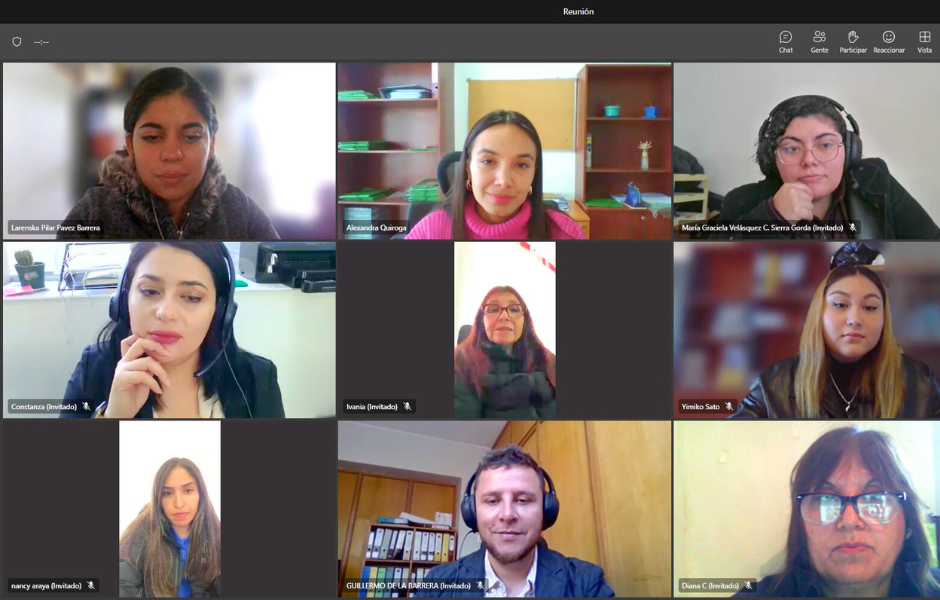 Reunión
--:--
Chat
Gente
Participar
Reaccionar
Vista
Larenska Pilar Pavez Barrera
Alexandra Quiroga
María Graciela Velásquez C. Sierra Gorda (Invitado)
Constanza (Invitado)
Ivania (Invitado)
Yimiko Sato
nancy araya (Invitado)
GUILLERMO DE LA BARRERA (Invitado)
Diana C (Invitado)